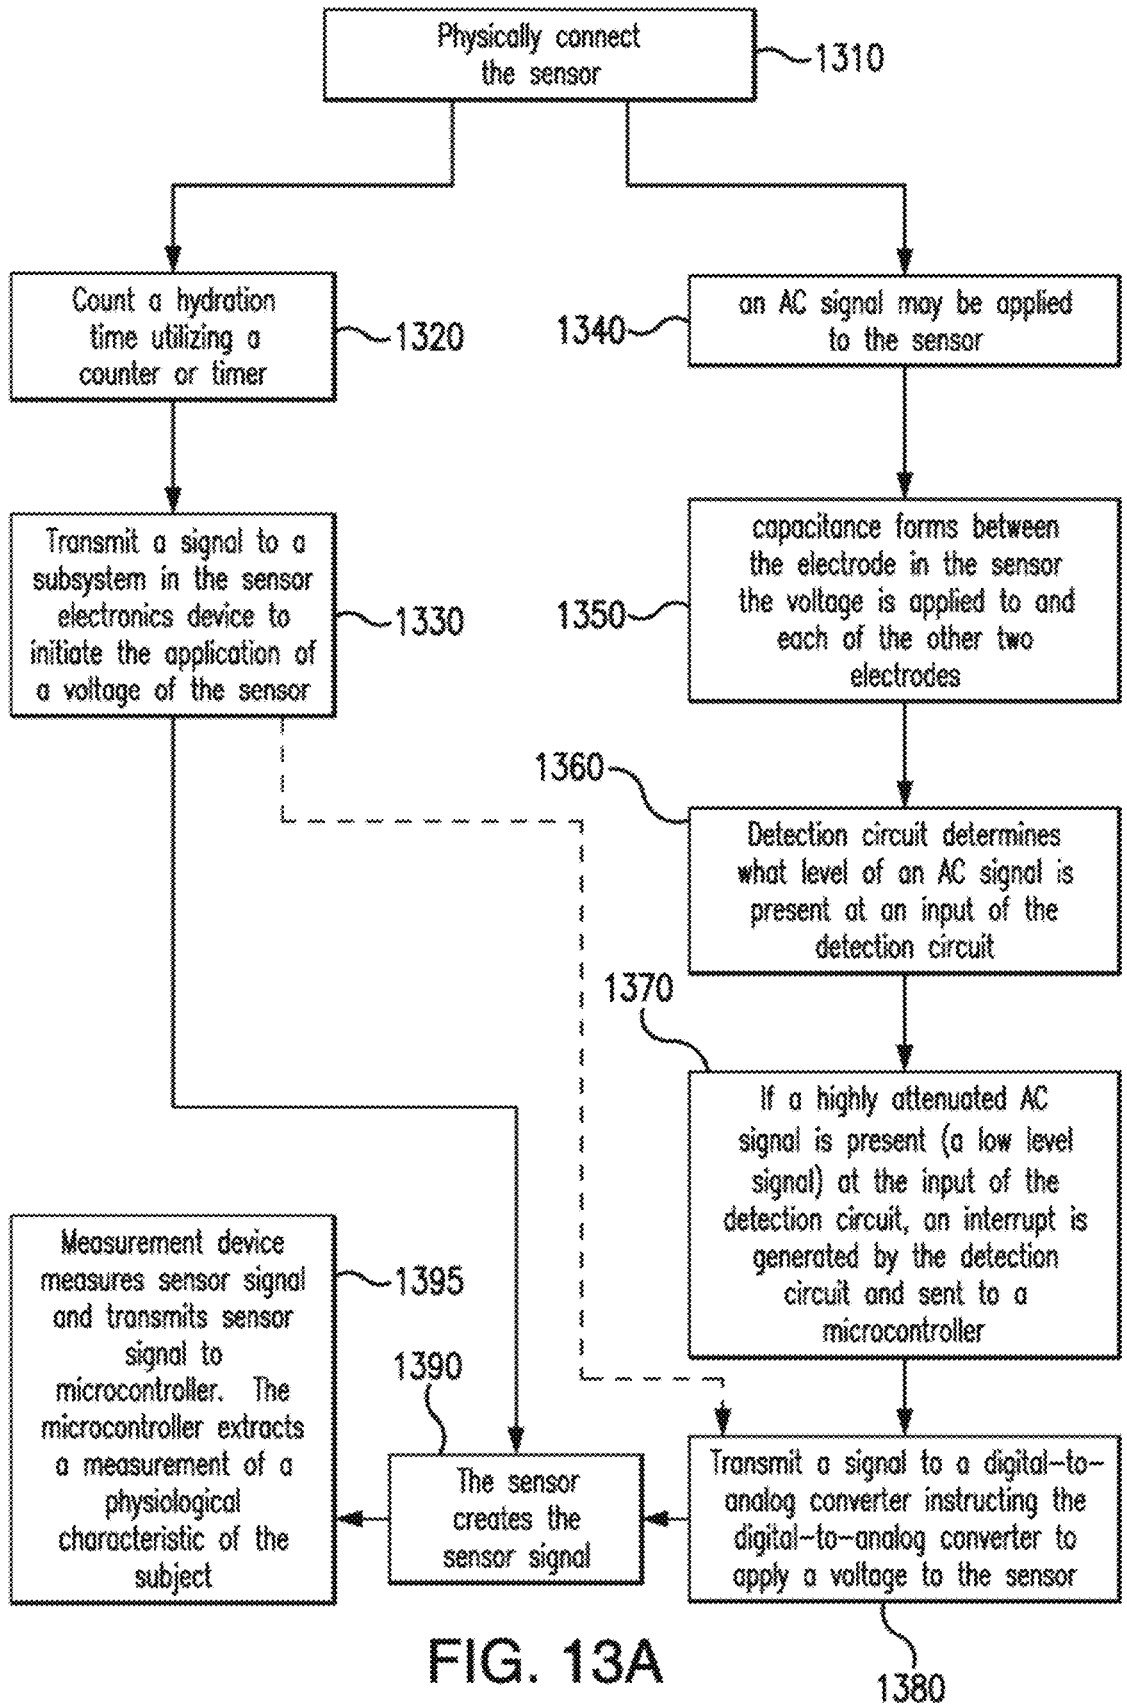 Physically connect
the sensor
1310
Count a hydration
time utilizing a
counter or timer
1320
1340
an AC signal may be applied
to the sensor
Transmit a signal to a
subsystem in the sensor
electronics device to
initiate the application of
a voltage of the sensor
1330
1350
capacitance forms between
the electrode in the sensor
the voltage is applied to and
each of the other two
electrodes
1360
Detection circuit determines
what level of an AC signal is
present at an input of the
detection circuit
1370
If a highly attenuated AC
signal is present (a low level
signal) at the input of the
detection circuit, an interrupt is
generated by the detection
circuit and sent to a
microcontroller
Measurement device
measures sensor signal
and transmits sensor
signal to
microcontroller. The
microcontroller extracts
a measurement of a
physiological
characteristic of the
subject
1395
1390
The sensor
creates the
sensor signal
Transmit a signal to a digital-to-
analog converter instructing the
digital-to-analog converter to
apply a voltage to the sensor
1380
FIG. 13A